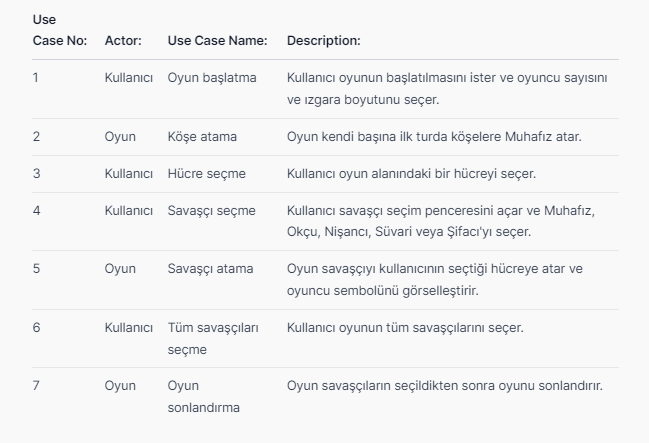 Use
Case No: Actor: Use Case Name: Description:
1 Kullanıcı Oyun başlatma Kullanıcı oyunun başlatılmasını ister ve oyuncu sayısını
ve ızgara boyutunu seçer.
2 Oyun Köşe atama Oyun kendi başına ilk turda köşelere Muhafız atar.
3 Kullanıcı Hücre seçme Kullanıcı oyun alanındaki bir hücreyi seçer.
4 Kullanıcı Savaşçı seçme Kullanıcı savaşçı seçim penceresini açar ve Muhafız,
Okçu, Nişancı, Süvari veya Şifacı'yı seçer.
5 Oyun Savaşçı atama Oyun savaşçıyı kullanıcının seçtiği hücreye atar ve
oyuncu sembolünü görselleştirir.
6 Kullanıcı Tüm savaşçıları Kullanıcı oyunun tüm savaşçılarını seçer.
seçme
7 Oyun Oyun Oyun savaşçıların seçildikten sonra oyunu sonlandırır.
sonlandırma